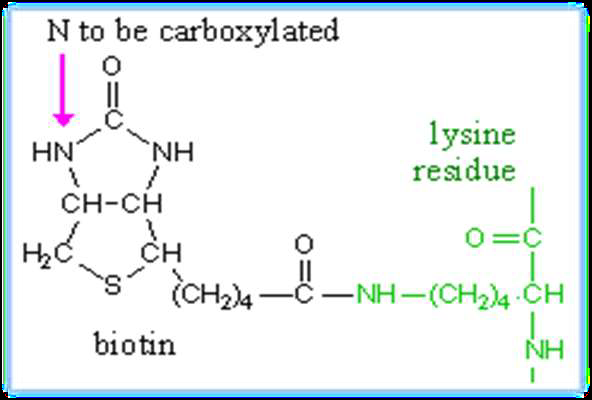 N to be carboxylated
O
C
HN NH
CH CH
H₂C CH
S
(CH₂)₄ C NH (CH₂)₄ CH
O
O C
NH
lysine
residue
biotin